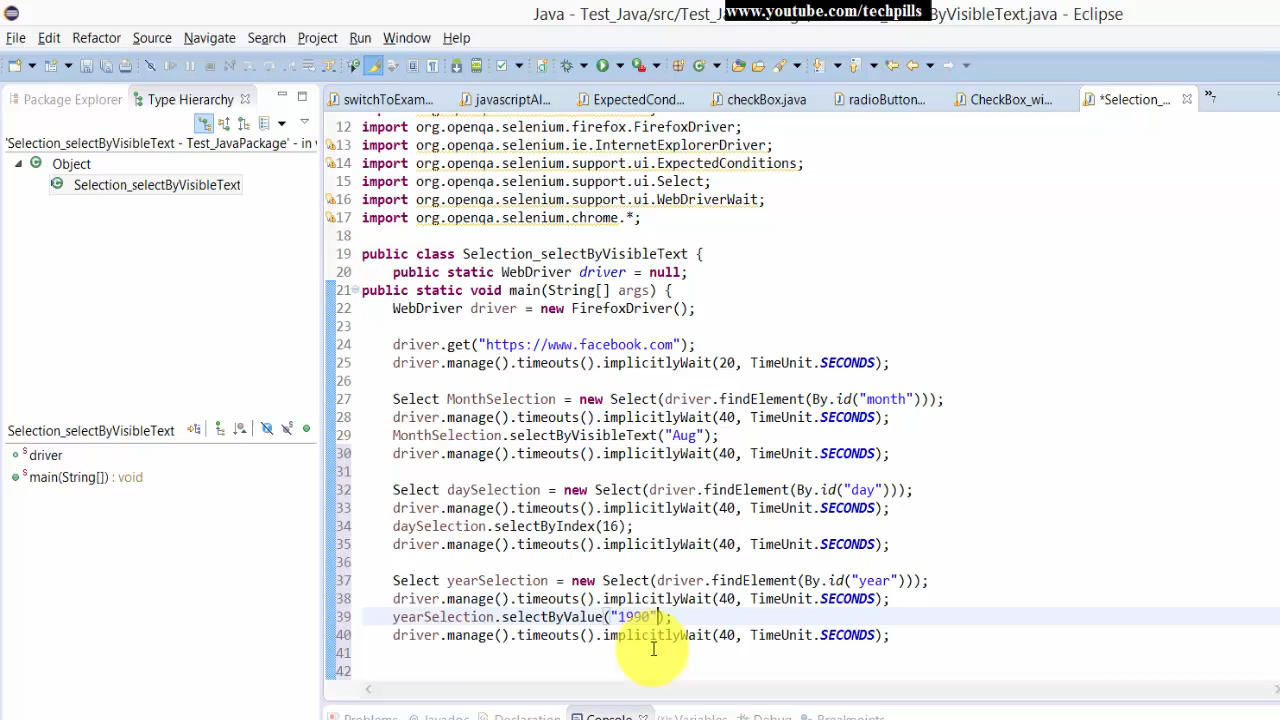 Java - Test_Java/src/Test_Ja
www.youtube.com/techpills
ByVisibleText.java - Eclipse
File Edit Refactor Source Navigate Search Project Run Window Help
Package Explorer Type Hierarchy
switchToExam... javascriptAl... ExpectedCond... checkBox.java radioButton... CheckBox_wi... *Selection_... »7
'Selection_selectByVisibleText - Test_JavaPackage' - in w
Object
Selection_selectByVisibleText
Selection_selectByVisibleText
driver
main(String[]) : void
12 import org.openqa.selenium.firefox.FirefoxDriver;
13 import org.openqa.selenium.ie.InternetExplorerDriver;
14 import org.openqa.selenium.support.ui.ExpectedConditions;
15 import org.openqa.selenium.support.ui.Select;
16 import org.openqa.selenium.support.ui.WebDriverWait;
17 import org.openqa.selenium.chrome.*;
18
19 public class Selection_selectByVisibleText {
20 public static WebDriver driver = null;
21 public static void main(String[] args) {
22 WebDriver driver = new FirefoxDriver();
23
24 driver.get("https://www.facebook.com");
25 driver.manage().timeouts().implicitlyWait(20, TimeUnit.SECONDS);
26
27 Select MonthSelection = new Select(driver.findElement(By.id("month")));
28 driver.manage().timeouts().implicitlyWait(40, TimeUnit.SECONDS);
29 MonthSelection.selectByVisibleText("Aug");
30 driver.manage().timeouts().implicitlyWait(40, TimeUnit.SECONDS);
31
32 Select daySelection = new Select(driver.findElement(By.id("day")));
33 driver.manage().timeouts().implicitlyWait(40, TimeUnit.SECONDS);
34 daySelection.selectByIndex(16);
35 driver.manage().timeouts().implicitlyWait(40, TimeUnit.SECONDS);
36
37 Select yearSelection = new Select(driver.findElement(By.id("year")));
38 driver.manage().timeouts().implicitlyWait(40, TimeUnit.SECONDS);
39 yearSelection.selectByValue("1990");
40 driver.manage().timeouts().implicitlyWait(40, TimeUnit.SECONDS);
41
42
Problems Javadoc Declaration Console Variables Debug Breakpoints